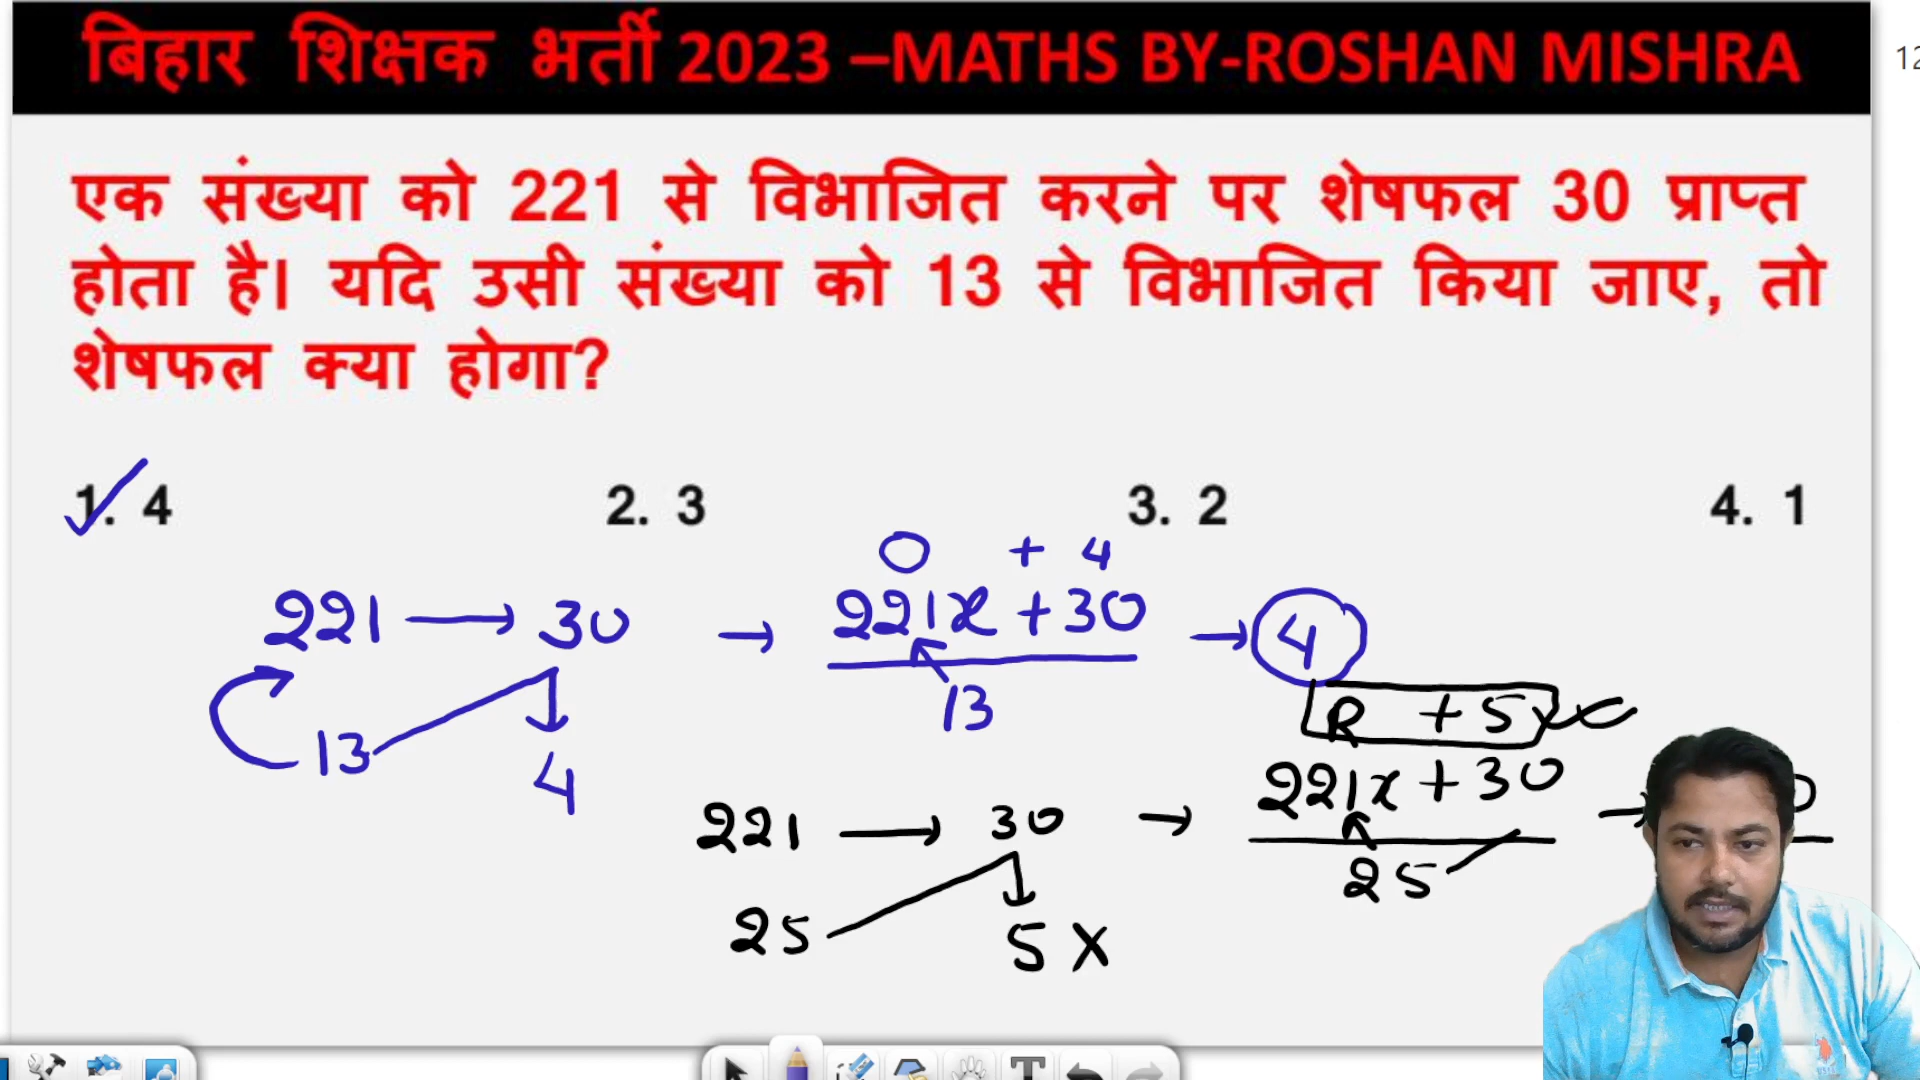 बिहार शिक्षक भर्ती 2023 –MATHS BY-ROSHAN MISHRA
12
एक संख्या को 221 से विभाजित करने पर शेषफल 30 प्राप्त
होता है। यदि उसी संख्या को 13 से विभाजित किया जाए, तो
शेषफल क्या होगा?
1. 4 2. 3 3. 2 4. 1
0 + 4
221 → 30 → 221x + 30 → 4
13 4 13
R + 5
221 → 30 → 221x + 30 →
25 5 X 25